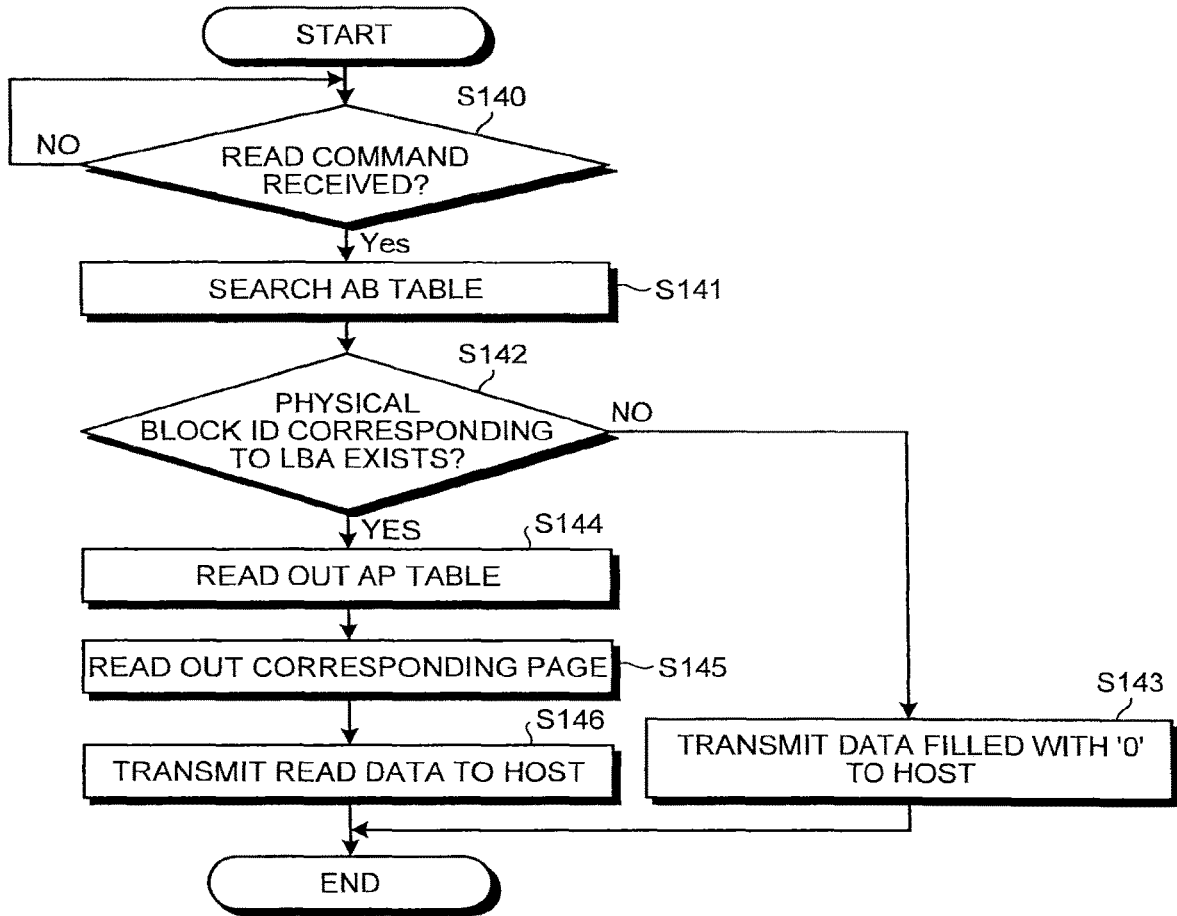 START
S140
NO
READ COMMAND
RECEIVED?
Yes
SEARCH AB TABLE
S141
S142
PHYSICAL
BLOCK ID CORRESPONDING
TO LBA EXISTS?
NO
YES
S144
READ OUT AP TABLE
READ OUT CORRESPONDING PAGE
S145
S146
TRANSMIT READ DATA TO HOST
S143
TRANSMIT DATA FILLED WITH '0'
TO HOST
END